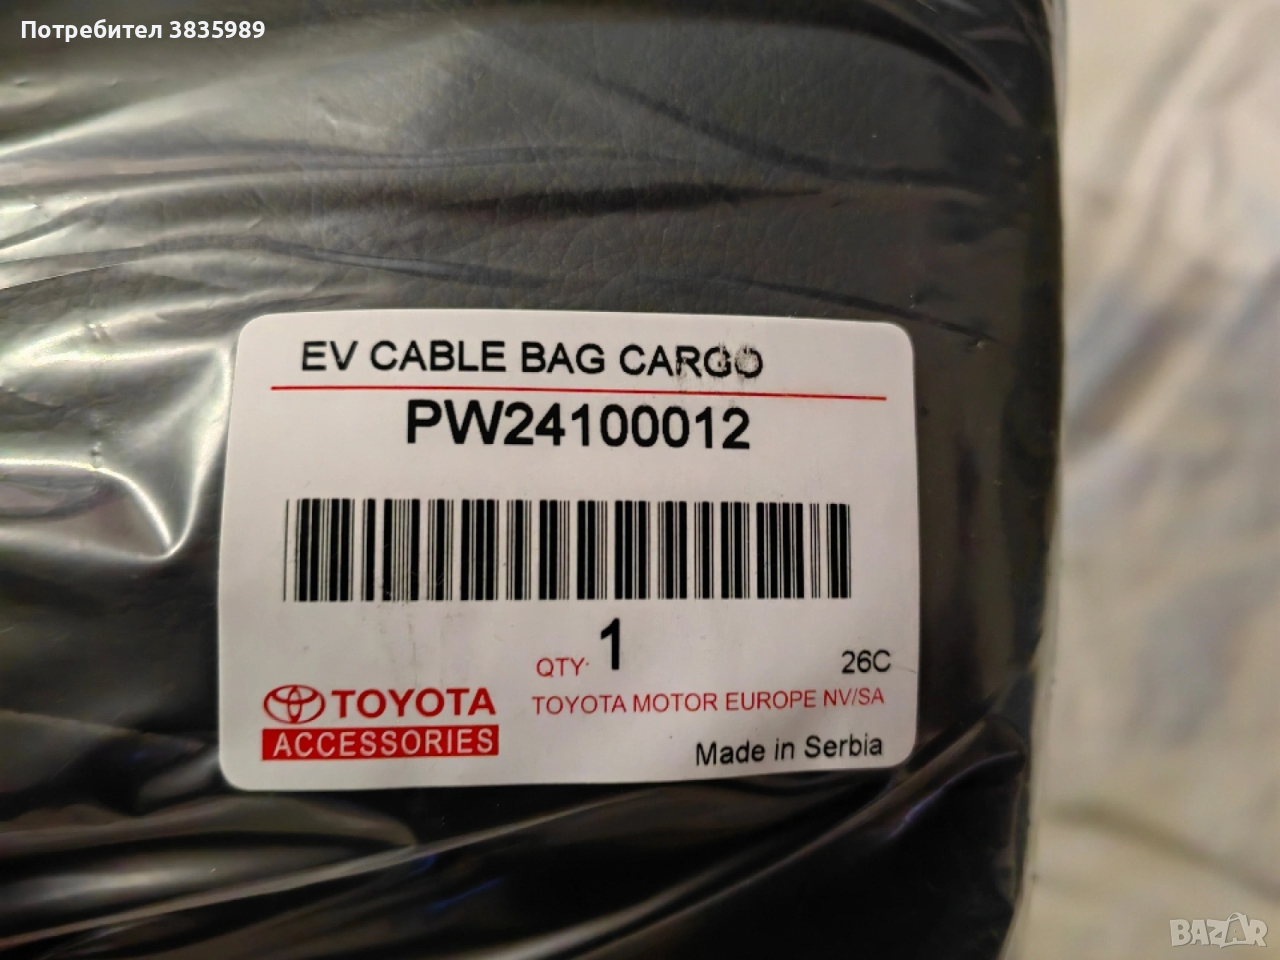 Потребител 3835989
EV CABLE BAG CARGO
PW24100012
QTY 1
26C
TOYOTA
ACCESSORIES
TOYOTA MOTOR EUROPE NV/SA
Made in Serbia
BAZAR